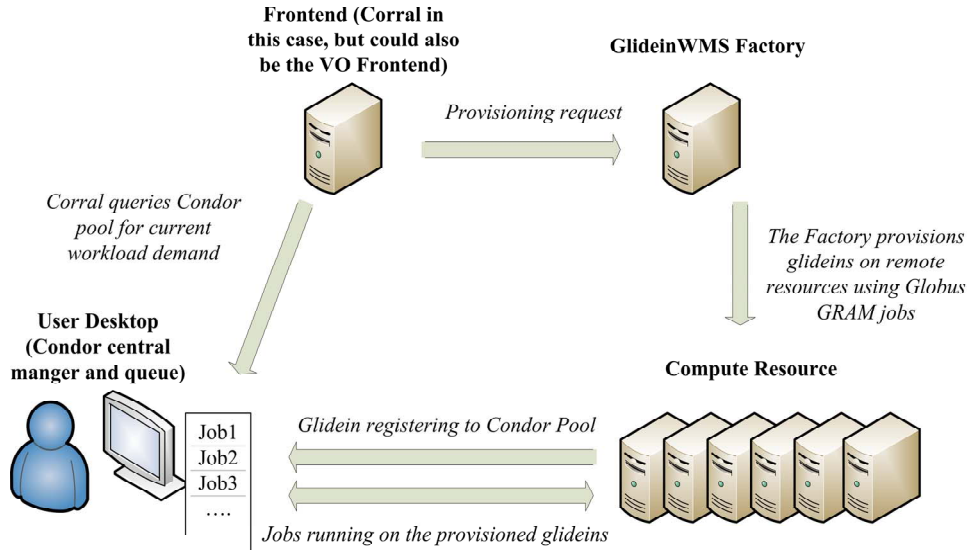 Frontend (Corral in
this case, but could also
be the VO Frontend)
GlideinWMS Factory
Provisioning request
Corral queries Condor
pool for current
workload demand
The Factory provisions
glideins on remote
resources using Globus
GRAM jobs
User Desktop
(Condor central
manger and queue)
Compute Resource
Job1
Job2
Job3
....
Glidein registering to Condor Pool
Jobs running on the provisioned glideins